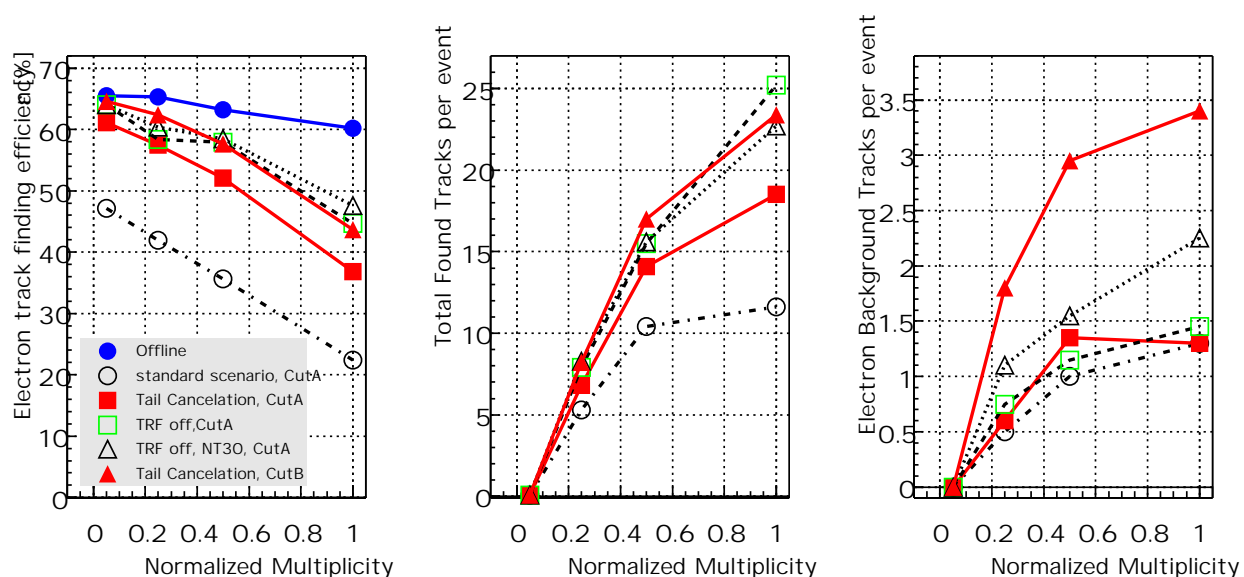 Electron track finding efficiency [%]
70
60
50
40
30
20
10
0
Offline
standard scenario, CutA
Tail Cancelation, CutA
TRF off,CutA
TRF off, NT30, CutA
Tail Cancelation, CutB
0 0.2 0.4 0.6 0.8 1
Normalized Multiplicity
Total Found Tracks per event
25
20
15
10
5
0
0 0.2 0.4 0.6 0.8 1
Normalized Multiplicity
Electron Background Tracks per event
3.5
3
2.5
2
1.5
1
0.5
0
0 0.2 0.4 0.6 0.8 1
Normalized Multiplicity